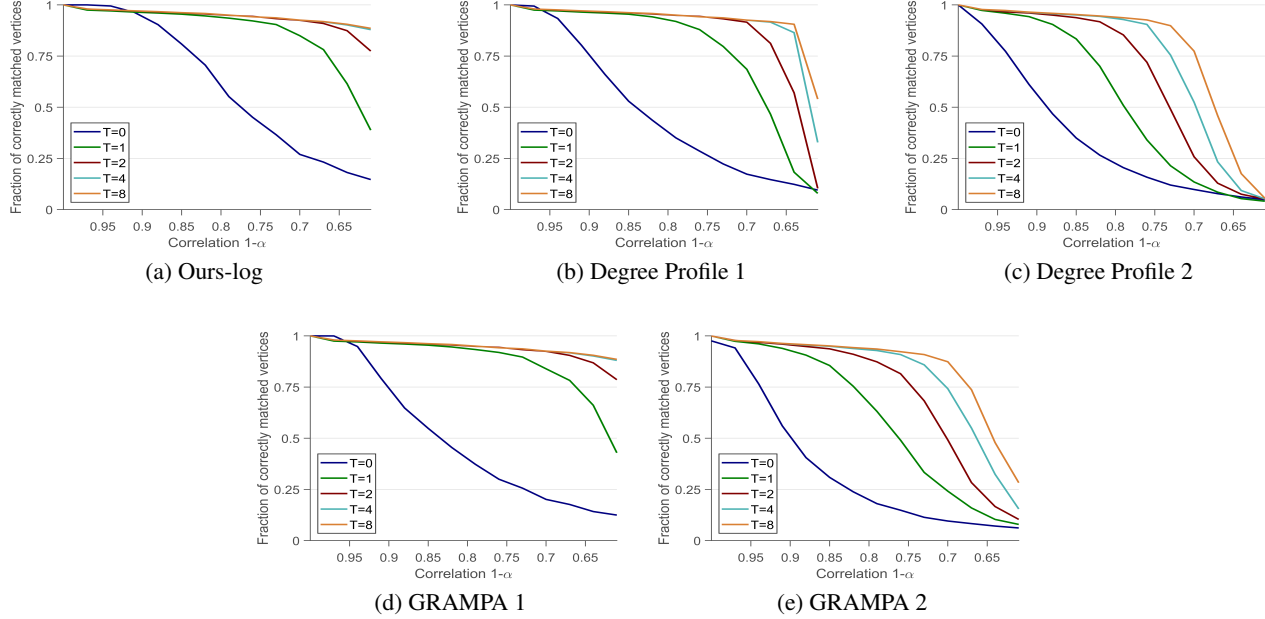 Fraction of correctly matched vertices
1
0.75
0.5
0.25
0
T=0
T=1
T=2
T=4
T=8
0.95 0.9 0.85 0.8 0.75 0.7 0.65
Correlation 1-α
(a) Ours-log
Fraction of correctly matched vertices
1
0.75
0.5
0.25
0
T=0
T=1
T=2
T=4
T=8
0.95 0.9 0.85 0.8 0.75 0.7 0.65
Correlation 1-α
(b) Degree Profile 1
Fraction of correctly matched vertices
1
0.75
0.5
0.25
0
T=0
T=1
T=2
T=4
T=8
0.95 0.9 0.85 0.8 0.75 0.7 0.65
Correlation 1-α
(c) Degree Profile 2
Fraction of correctly matched vertices
1
0.75
0.5
0.25
0
T=0
T=1
T=2
T=4
T=8
0.95 0.9 0.85 0.8 0.75 0.7 0.65
Correlation 1-α
(d) GRAMPA 1
Fraction of correctly matched vertices
1
0.75
0.5
0.25
0
T=0
T=1
T=2
T=4
T=8
0.95 0.9 0.85 0.8 0.75 0.7 0.65
Correlation 1-α
(e) GRAMPA 2